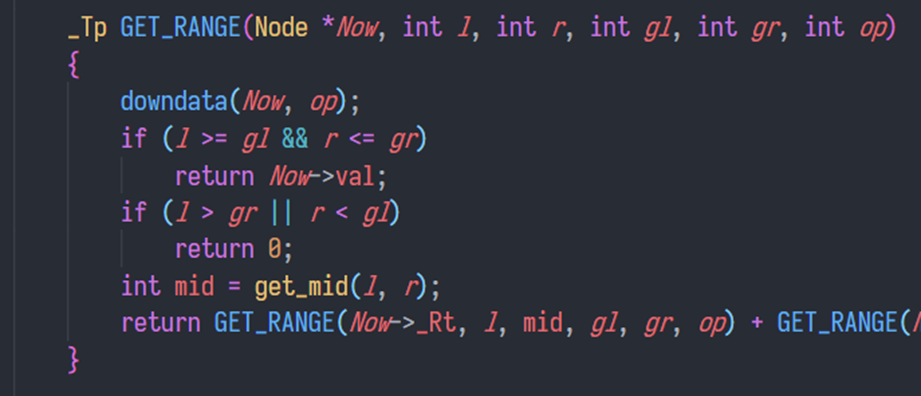 _Tp GET_RANGE(Node *Now, int l, int r, int gl, int gr, int op)
{
downdata(Now, op);
if (l >= gl && r <= gr)
return Now->val;
if (l > gr || r < gl)
return 0;
int mid = get_mid(l, r);
return GET_RANGE(Now->_Rt, l, mid, gl, gr, op) + GET_RANGE(
}